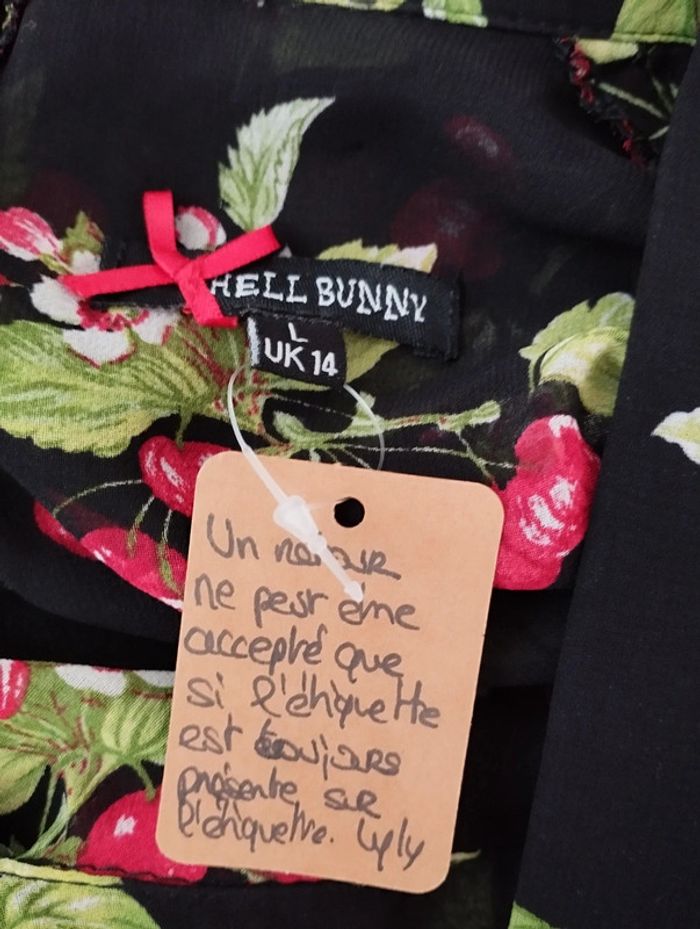 HELL BUNNY
L
UK 14
Un retour
ne peut être
accepté que
si l'étiquette
est toujours
présente sur
l'étiquette. Lyly